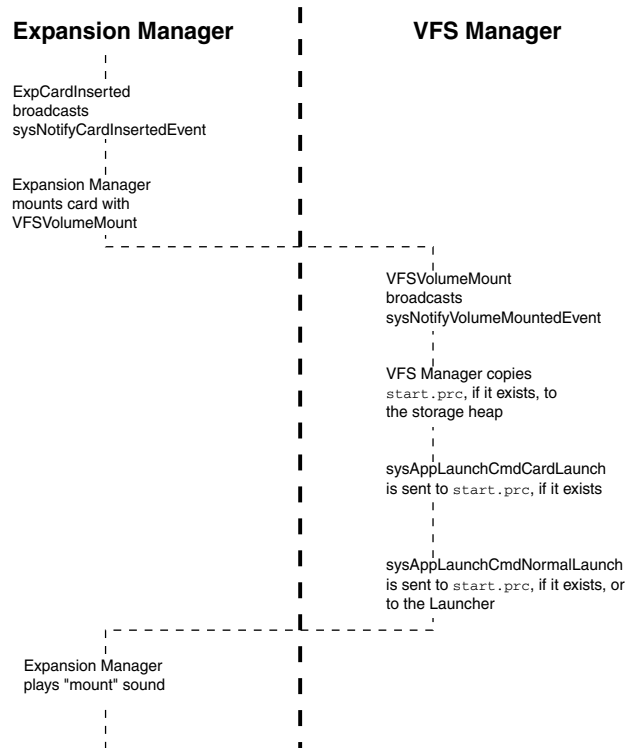 Expansion Manager
VFS Manager
ExpCardInserted
broadcasts
sysNotifyCardInsertedEvent
Expansion Manager
mounts card with
VFSVolumeMount
VFSVolumeMount
broadcasts
sysNotifyVolumeMountedEvent
VFS Manager copies
start.prc, if it exists, to
the storage heap
sysAppLaunchCmdCardLaunch
is sent to start.prc, if it exists
sysAppLaunchCmdNormalLaunch
is sent to start.prc, if it exists, or
to the Launcher
Expansion Manager
plays "mount" sound